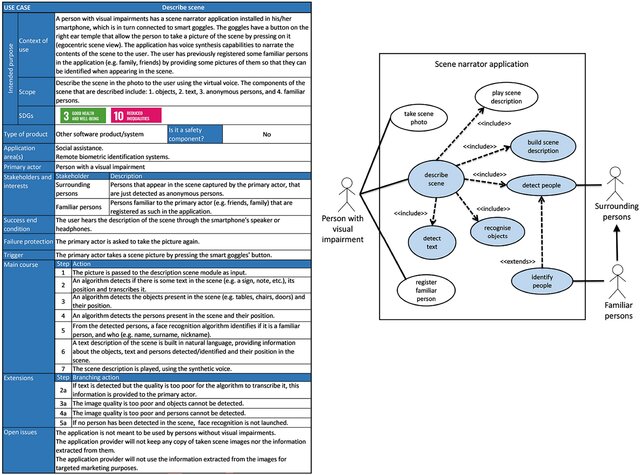 USE CASE
Describe scene
Intended purpose
Context of
use
A person with visual impairments has a scene narrator application installed in his/her
smartphone, which is in turn connected to smart goggles. The goggles have a button on the
right ear temple that allow the person to take a picture of the scene by pressing on it
(egocentric scene view). The application has voice synthesis capabilities to narrate the
contents of the scene to the user. The user has previously registered some familiar persons
in the application (e.g. family, friends) by providing some pictures of them so that they can
be identified when appearing in the scene.
Scope
Describe the scene in the photo to the user using the virtual voice. The components of the
scene that are described include: 1. objects, 2. text, 3. anonymous persons, and 4. familiar
persons.
SDGs
3 GOOD HEALTH
AND WELL-BEING
10 REDUCED
INEQUALITIES
Type of product
Other software product/system
Is it a safety
component?
No
Application
area(s)
Social assistance.
Remote biometric identification systems.
Primary actor
Person with a visual impairment
Stakeholders and
interests
Stakeholder
Description
Surrounding
persons
Persons that appear in the scene captured by the primary actor, that
are just detected as anonymous persons.
Familiar persons
Persons familiar to the primary actor (e.g. friends, family) that are
registered as such in the application.
Success end
condition
The user hears the description of the scene through the smartphone's speaker or
headphones.
Failure protection
The primary actor is asked to take the picture again.
Trigger
The primary actor takes a scene picture by pressing the smart goggles' button.
Main course
Step Action
1 The picture is passed to the description scene module as input.
2 An algorithm detects if there is some text in the scene (e.g. a sign, note, etc.), its
position and transcribes it.
3 An algorithm detects the objects present in the scene (e.g. tables, chairs, doors) and
their position.
4 An algorithm detects the persons present in the scene and their position.
5 From the detected persons, a face recognition algorithm identifies if it is a familiar
person, and who (e.g. name, surname, nickname).
6 A text description of the scene is built in natural language, providing information
about the objects, text and persons detected/identified and their position in the
scene.
7 The scene description is played, using the synthetic voice.
Extensions
Step Branching action
2a If text is detected but the quality is too poor for the algorithm to transcribe it, this
information is provided to the primary actor.
3a The image quality is too poor and objects cannot be detected.
4a The image quality is too poor and persons cannot be detected.
5a If no person has been detected in the scene, face recognition is not launched.
Open issues
The application is not meant to be used by persons without visual impairments.
The application provider will not keep any copy of taken scene images nor the information
extracted from them.
The application provider will not use the information extracted from the images for
targeted marketing purposes.
Scene narrator application
play scene
description
take scene
photo
<<include>>
build scene
description
<<include>>
describe
scene
<<include>>
detect people
<<include>>
<<include>>
detect
text
recognise
objects
<<extends>>
register
familiar
person
identify
people
Person with
visual
impairment
Surrounding
persons
Familiar
persons